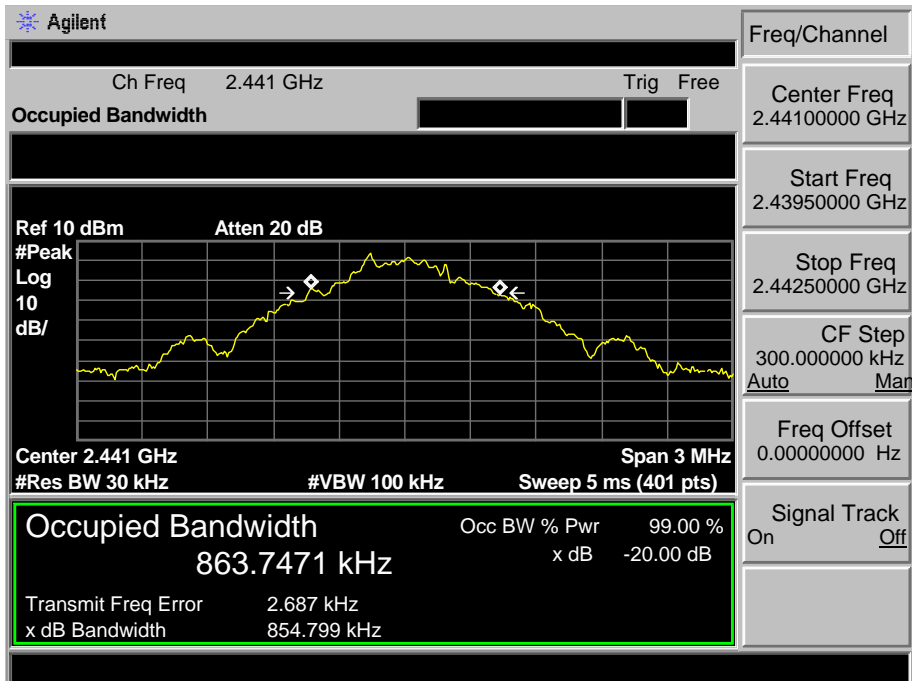 Agilent
Freq/Channel
Ch Freq 2.441 GHz Trig Free
Occupied Bandwidth
Center Freq
2.44100000 GHz
Start Freq
2.43950000 GHz
Stop Freq
2.44250000 GHz
CF Step
300.000000 kHz
Auto Man
Freq Offset
0.00000000 Hz
Signal Track
On Off
Ref 10 dBm Atten 20 dB
#Peak
Log
10
dB/
Center 2.441 GHz Span 3 MHz
#Res BW 30 kHz #VBW 100 kHz Sweep 5 ms (401 pts)
Occupied Bandwidth Occ BW % Pwr 99.00 %
863.7471 kHz x dB -20.00 dB
Transmit Freq Error 2.687 kHz
x dB Bandwidth 854.799 kHz